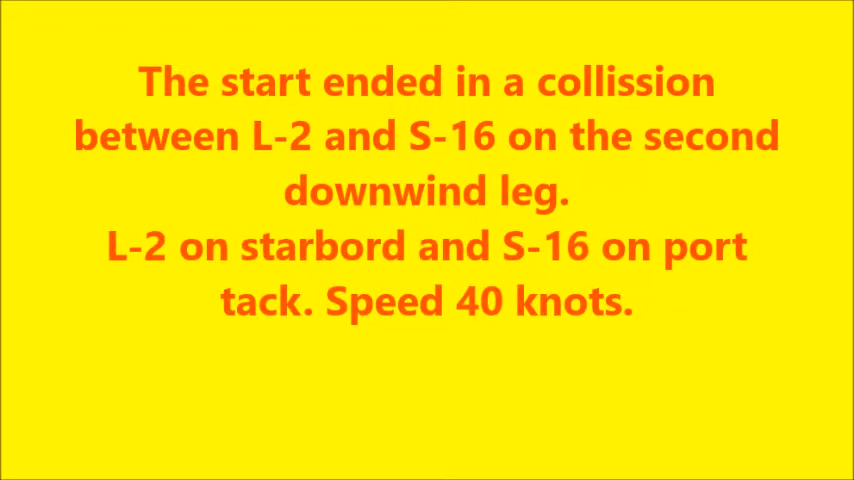 The start ended in a collission
between L-2 and S-16 on the second
downwind leg.
L-2 on starbord and S-16 on port
tack. Speed 40 knots.